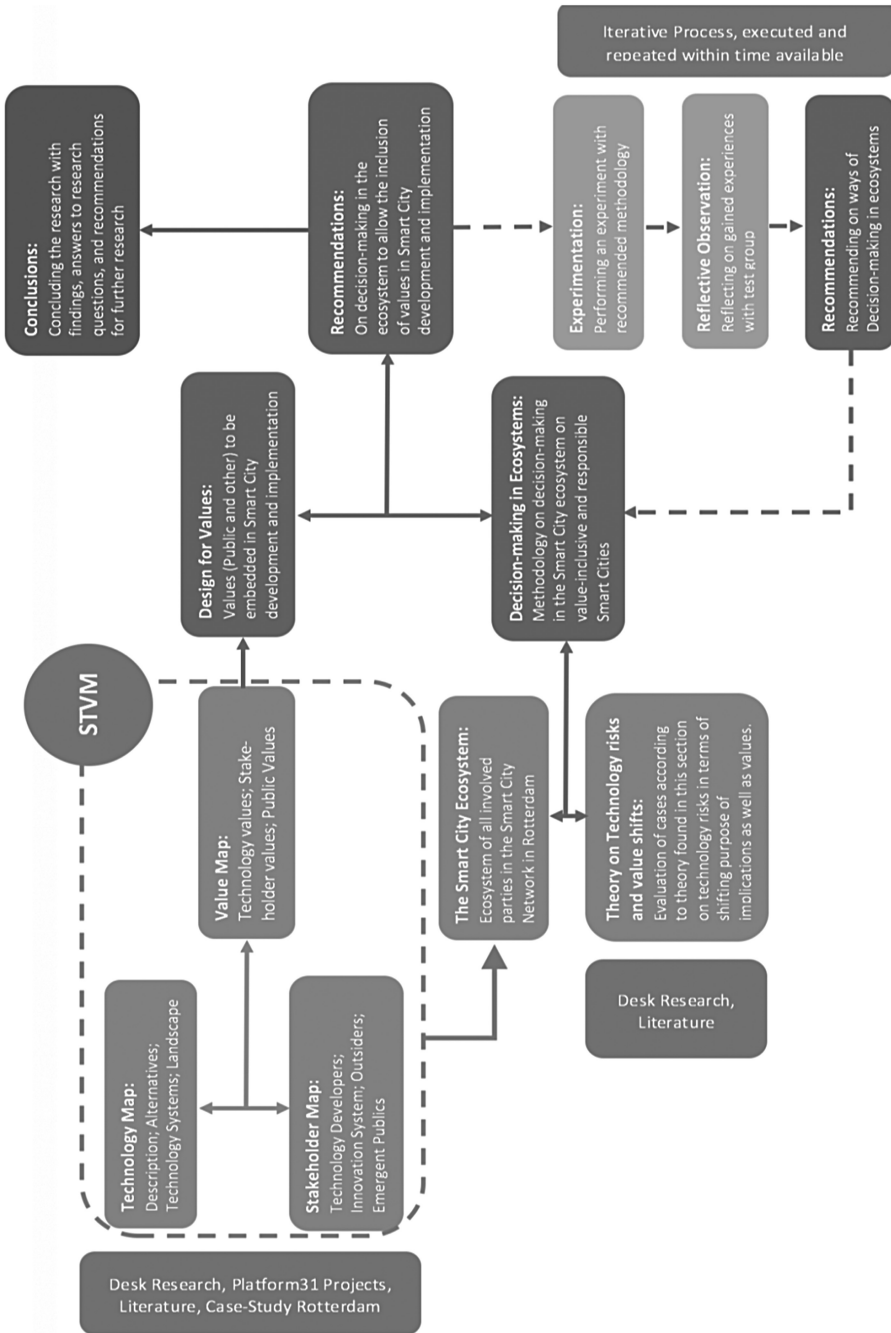 Desk Research, Platform31 Projects,
Literature, Case-Study Rotterdam
STVM
Technology Map:
Description; Alternatives;
Technology Systems; Landscape
Stakeholder Map:
Technology Developers;
Innovation System; Outsiders;
Emergent Publics
Value Map:
Technology values; Stake-
holder values; Public Values
Desk Research,
Literature
The Smart City Ecosystem:
Ecosystem of all involved
parties in the Smart City
Network in Rotterdam
Theory on Technology risks
and value shifts:
Evaluation of cases according
to theory found in this section
on technology risks in terms of
shifting purpose of
implications as well as values.
Design for Values:
Values (Public and other) to be
embedded in Smart City
development and implementation
Decision-making in Ecosystems:
Methodology on decision-making
in the Smart City ecosystem on
value-inclusive and responsible
Smart Cities
Conclusions:
Concluding the research with
findings, answers to research
questions, and recommendations
for further research
Recommendations:
On decision-making in the
ecosystem to allow the inclusion
of values in Smart City
development and implementation
Experimentation:
Performing an experiment with
recommended methodology
Reflective Observation:
Reflecting on gained experiences
with test group
Recommendations:
Recommending on ways of
Decision-making in ecosystems
Iterative Process, executed and
repeated within time available